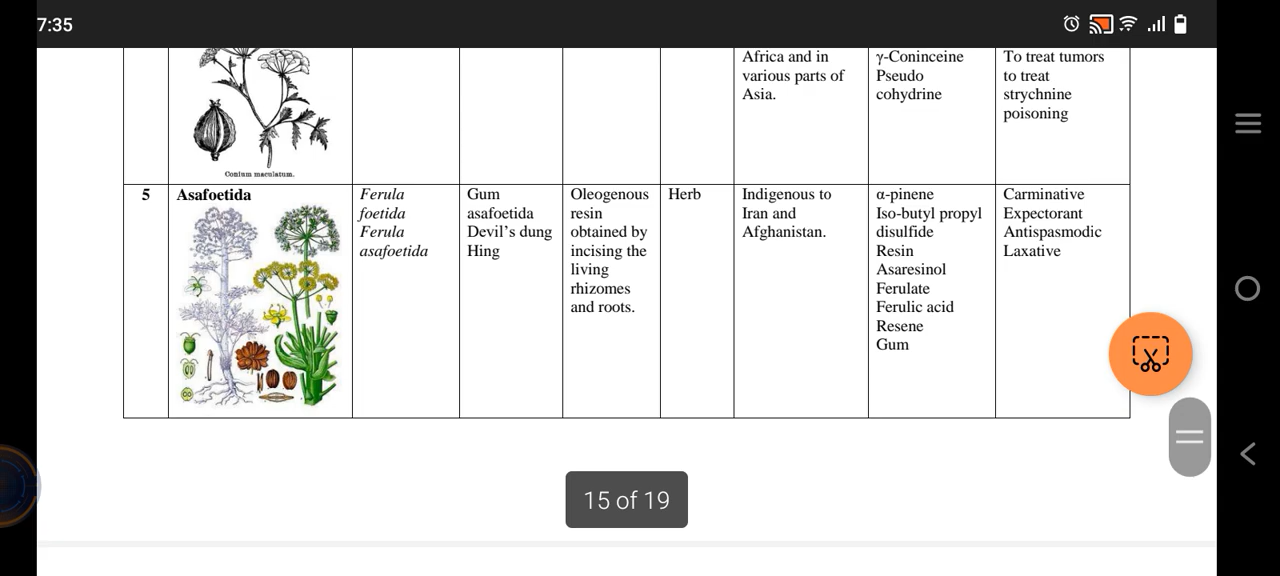 7:35
Africa and in
various parts of
Asia.
γ-Coninceine
Pseudo
cohydrine
To treat tumors
to treat
strychnine
poisoning
Conium maculatum.
5
Asafoetida
Ferula
foetida
Ferula
asafoetida
Gum
asafoetida
Devil's dung
Hing
Oleogenous
resin
obtained by
incising the
living
rhizomes
and roots.
Herb
Indigenous to
Iran and
Afghanistan.
α-pinene
Iso-butyl propyl
disulfide
Resin
Asaresinol
Ferulate
Ferulic acid
Resene
Gum
Carminative
Expectorant
Antispasmodic
Laxative
15 of 19